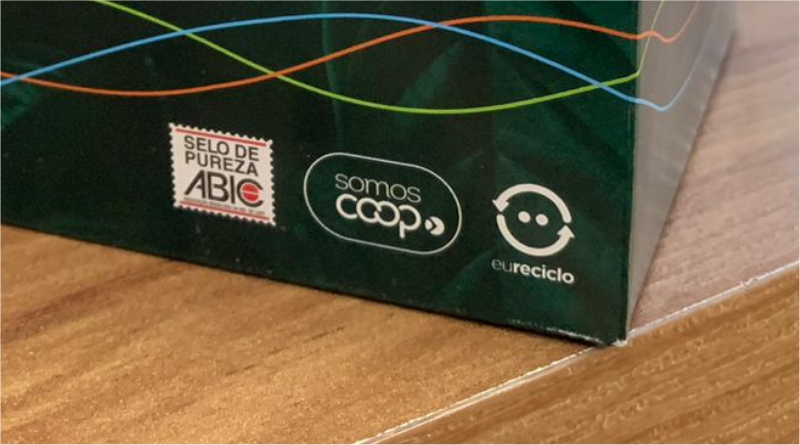 SELO DE
PUREZA
ABIC
somos
coop
eureciclo